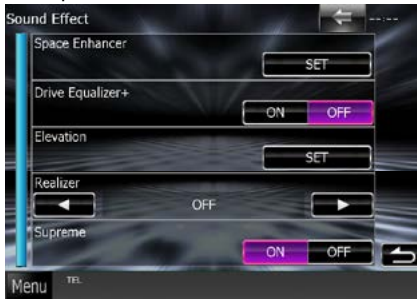 Sound Effect
--:--
Space Enhancer
SET
Drive Equalizer+
ON OFF
Elevation
SET
Realizer
OFF
Supreme
ON OFF
Menu TEL